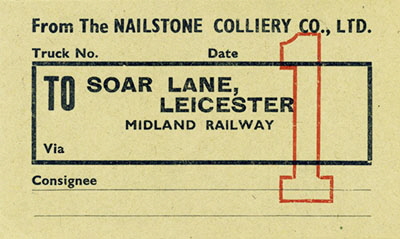 From The NAILSTONE COLLIERY CO., LTD.
Truck No. Date
TO SOAR LANE,
LEICESTER
MIDLAND RAILWAY
Via
Consignee
1